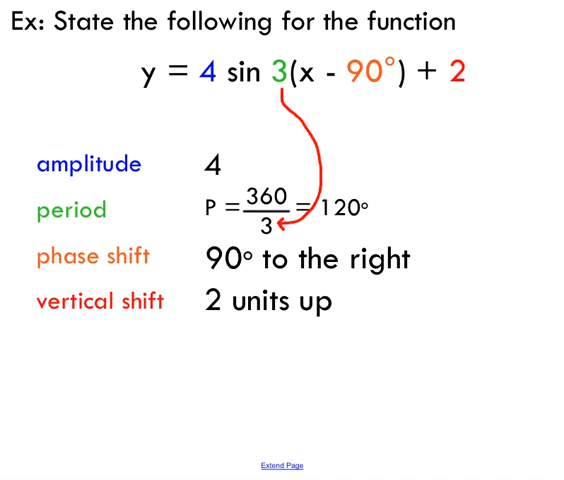 Ex: State the following for the function
y = 4 sin 3(x - 90°) + 2
amplitude 4
period P = 360/3 = 120°
phase shift 90° to the right
vertical shift 2 units up
Extend Page